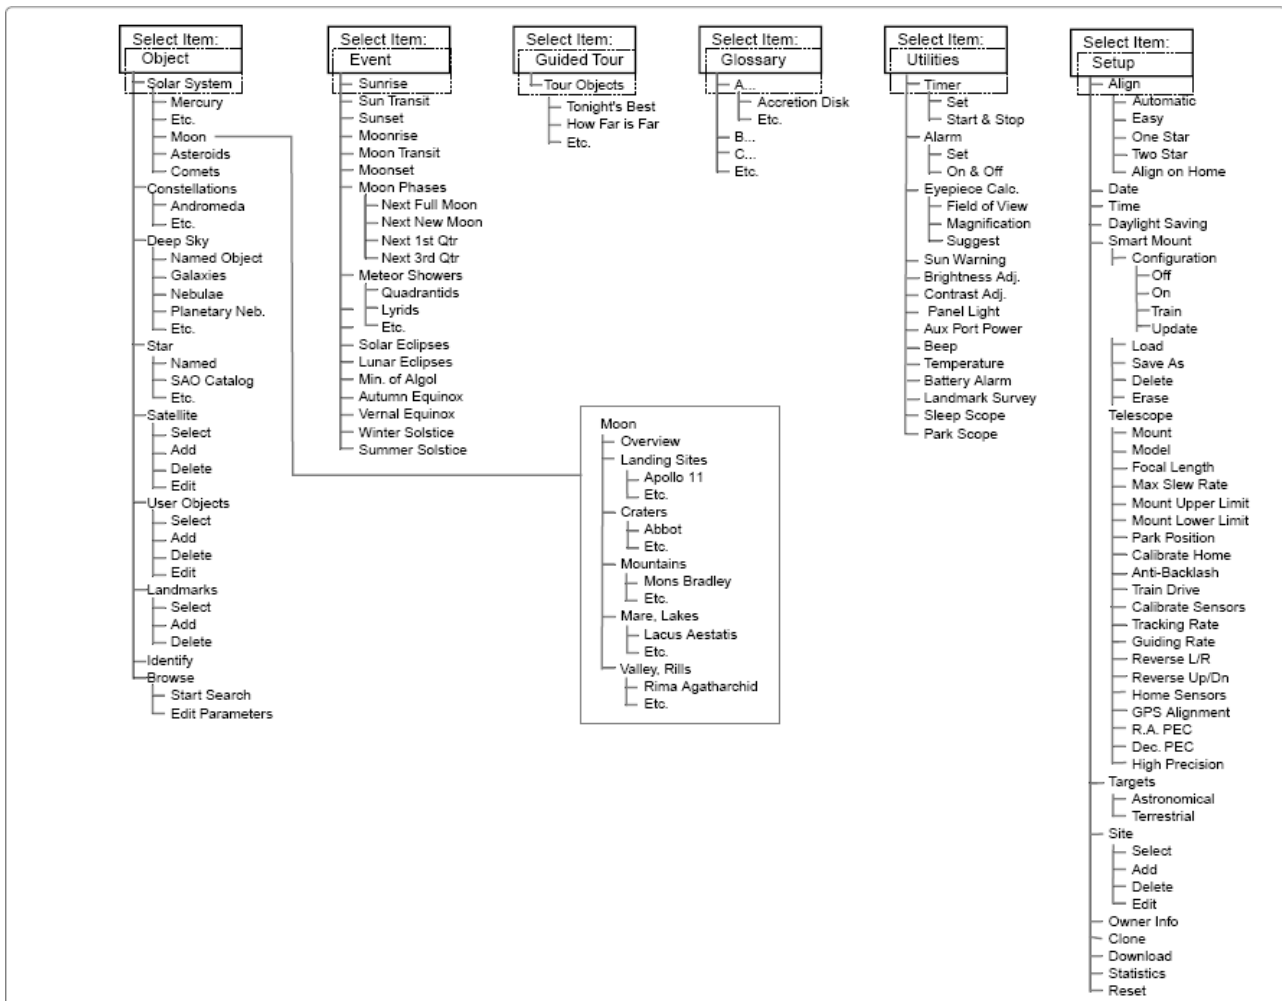 Select Item:
Object
Solar System
Mercury
Etc.
Moon
Asteroids
Comets
Constellations
Andromeda
Etc.
Deep Sky
Named Object
Galaxies
Nebulae
Planetary Neb.
Etc.
Star
Named
SAO Catalog
Etc.
Satellite
Select
Add
Delete
Edit
User Objects
Select
Add
Delete
Edit
Landmarks
Select
Add
Delete
Identify
Browse
Start Search
Edit Parameters
Select Item:
Event
Sunrise
Sun Transit
Sunset
Moonrise
Moon Transit
Moonset
Moon Phases
Next Full Moon
Next New Moon
Next 1st Qtr
Next 3rd Qtr
Meteor Showers
Quadrantids
Lyrids
Etc.
Solar Eclipses
Lunar Eclipses
Min. of Algol
Autumn Equinox
Vernal Equinox
Winter Solstice
Summer Solstice
Select Item:
Guided Tour
Tour Objects
Tonight's Best
How Far is Far
Etc.
Moon
Overview
Landing Sites
Apollo 11
Etc.
Craters
Abbot
Etc.
Mountains
Mons Bradley
Etc.
Mare, Lakes
Lacus Aestatis
Etc.
Valley, Rills
Rima Agatharchid
Etc.
Select Item:
Glossary
A...
Accretion Disk
Etc.
B...
C...
Etc.
Select Item:
Utilities
Timer
Set
Start & Stop
Alarm
Set
On & Off
Eyepiece Calc.
Field of View
Magnification
Suggest
Sun Warning
Brightness Adj.
Contrast Adj.
Panel Light
Aux Port Power
Beep
Temperature
Battery Alarm
Landmark Survey
Sleep Scope
Park Scope
Select Item:
Setup
Align
Automatic
Easy
One Star
Two Star
Align on Home
Date
Time
Daylight Saving
Smart Mount
Configuration
Off
On
Train
Update
Load
Save As
Delete
Erase
Telescope
Mount
Model
Focal Length
Max Slew Rate
Mount Upper Limit
Mount Lower Limit
Park Position
Calibrate Home
Anti-Backlash
Train Drive
Calibrate Sensors
Tracking Rate
Guiding Rate
Reverse L/R
Reverse Up/Dn
Home Sensors
GPS Alignment
R.A. PEC
Dec. PEC
High Precision
Targets
Astronomical
Terrestrial
Site
Select
Add
Delete
Edit
Owner Info
Clone
Download
Statistics
Reset